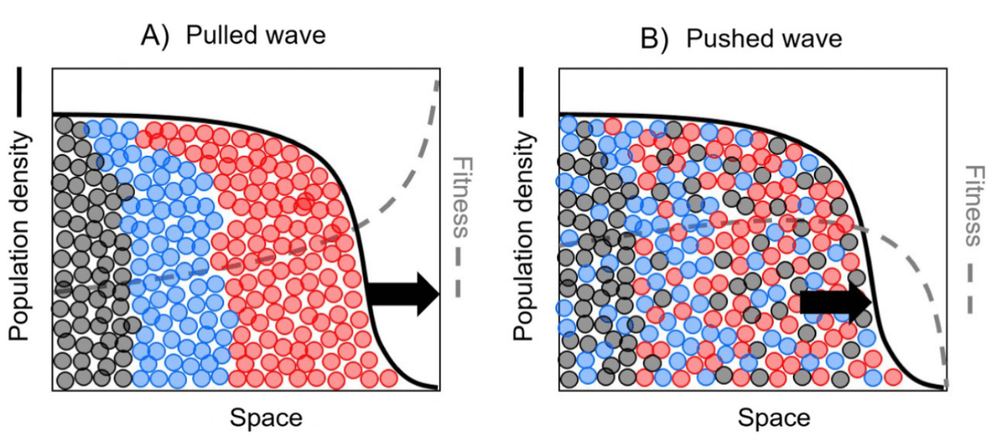 A) Pulled wave
Population density
Fitness
Space
B) Pushed wave
Population density
Fitness
Space